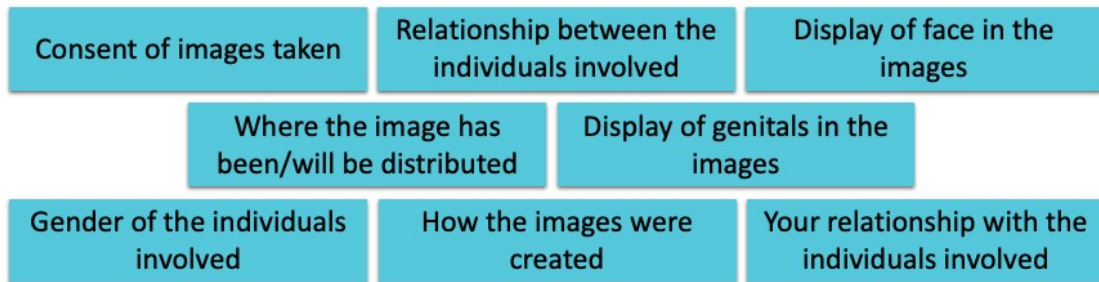 Consent of images taken
Relationship between the
individuals involved
Display of face in the
images
Where the image has
been/will be distributed
Display of genitals in the
images
Gender of the individuals
involved
How the images were
created
Your relationship with the
individuals involved